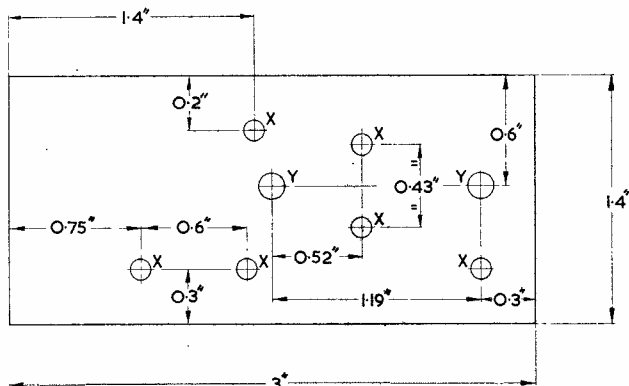 1·4"
0·2"
X
X
0·6"
Y
=
0·43"
=
Y
1·4"
0·75"
0·6"
X
0·52"
X
X
0·3"
X
1·19"
0·3"
3"